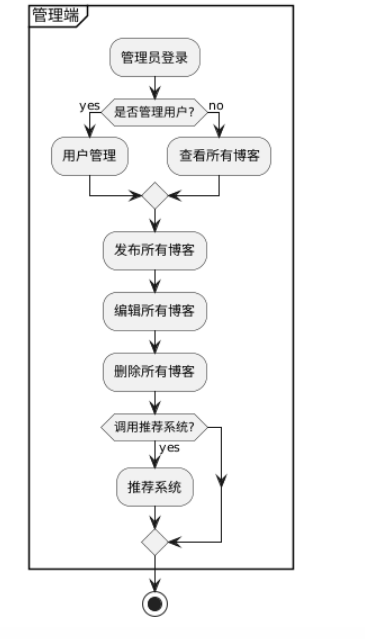 管理端
管理员登录
yes
是否管理用户?
no
用户管理
查看所有博客
发布所有博客
编辑所有博客
删除所有博客
调用推荐系统?
yes
推荐系统